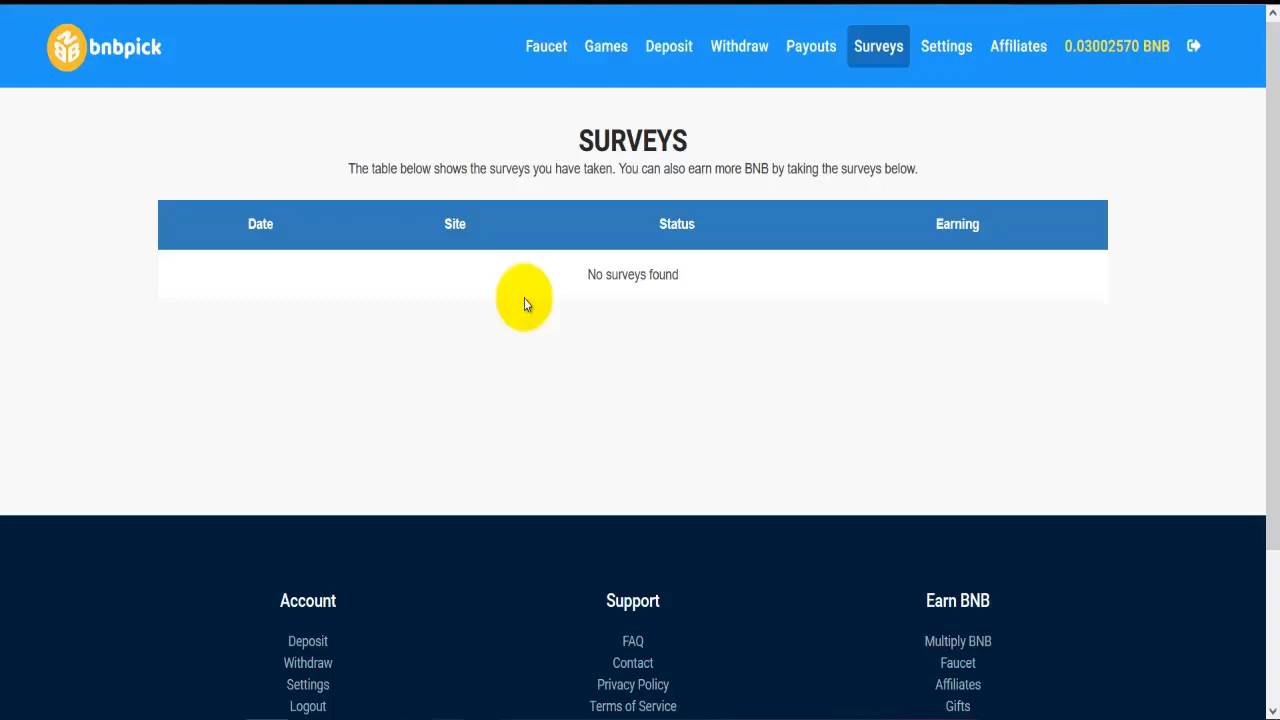 bnbpick
Faucet Games Deposit Withdraw Payouts Surveys Settings Affiliates 0.03002570 BNB
SURVEYS
The table below shows the surveys you have taken. You can also earn more BNB by taking the surveys below.
Date Site Status Earning
No surveys found
Account Support Earn BNB
Deposit FAQ Multiply BNB
Withdraw Contact Faucet
Settings Privacy Policy Affiliates
Logout Terms of Service Gifts